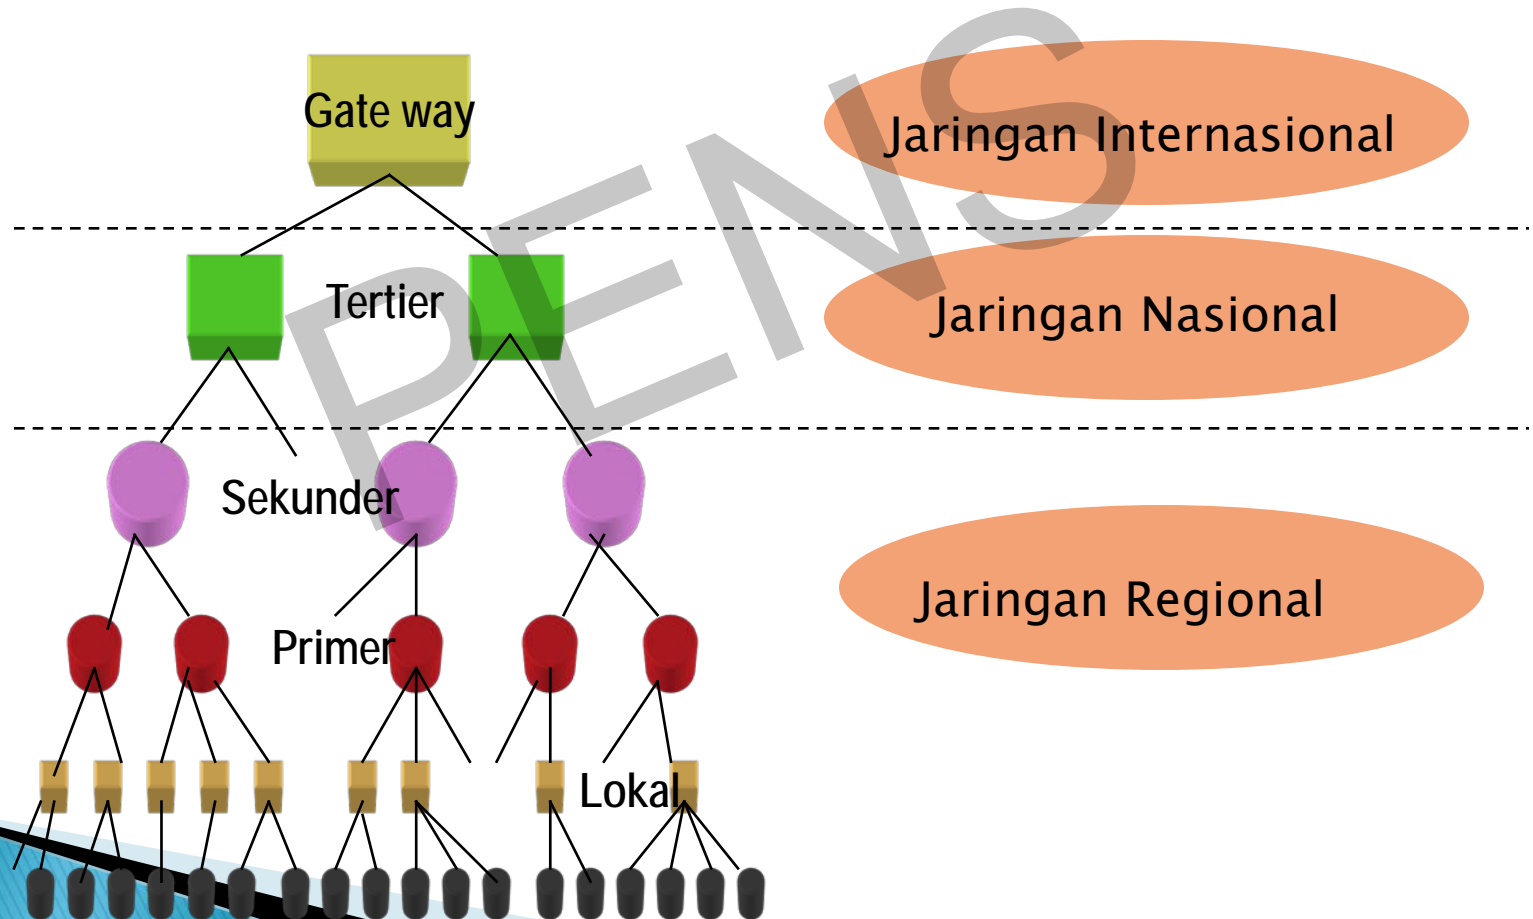 Gate way
Jaringan Internasional
Tertier
Jaringan Nasional
Sekunder
Jaringan Regional
Primer
Lokal
PENS